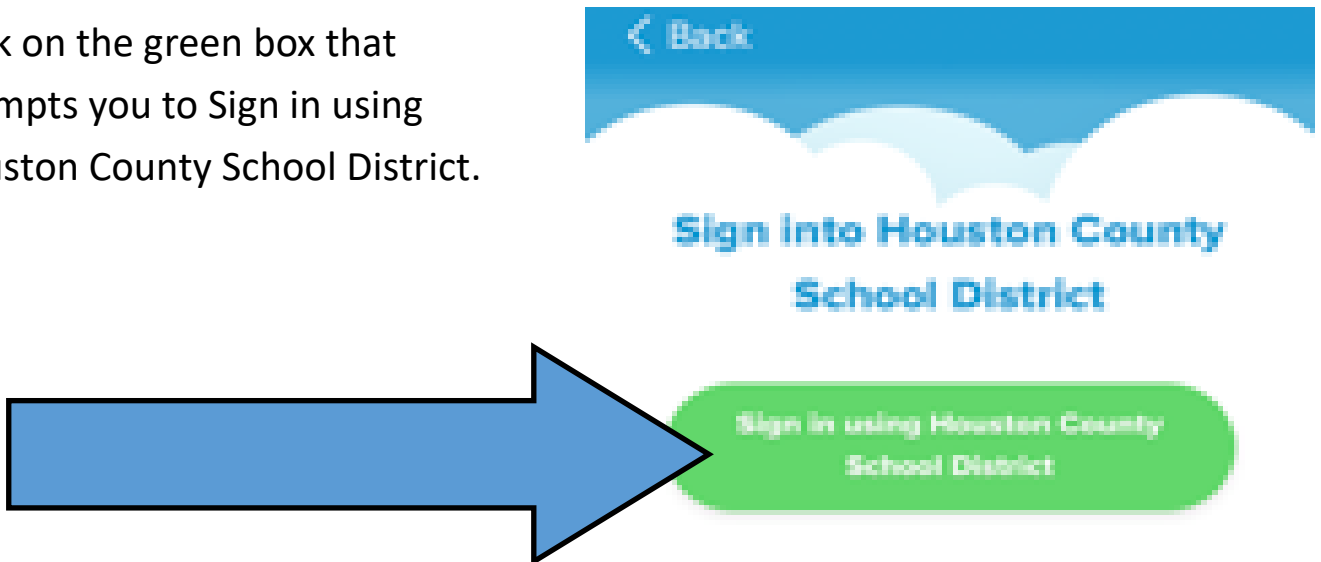 k on the green box that
mpts you to Sign in using
uston County School District.
Back
Sign into Houston County
School District
Sign in using Houston County
School District